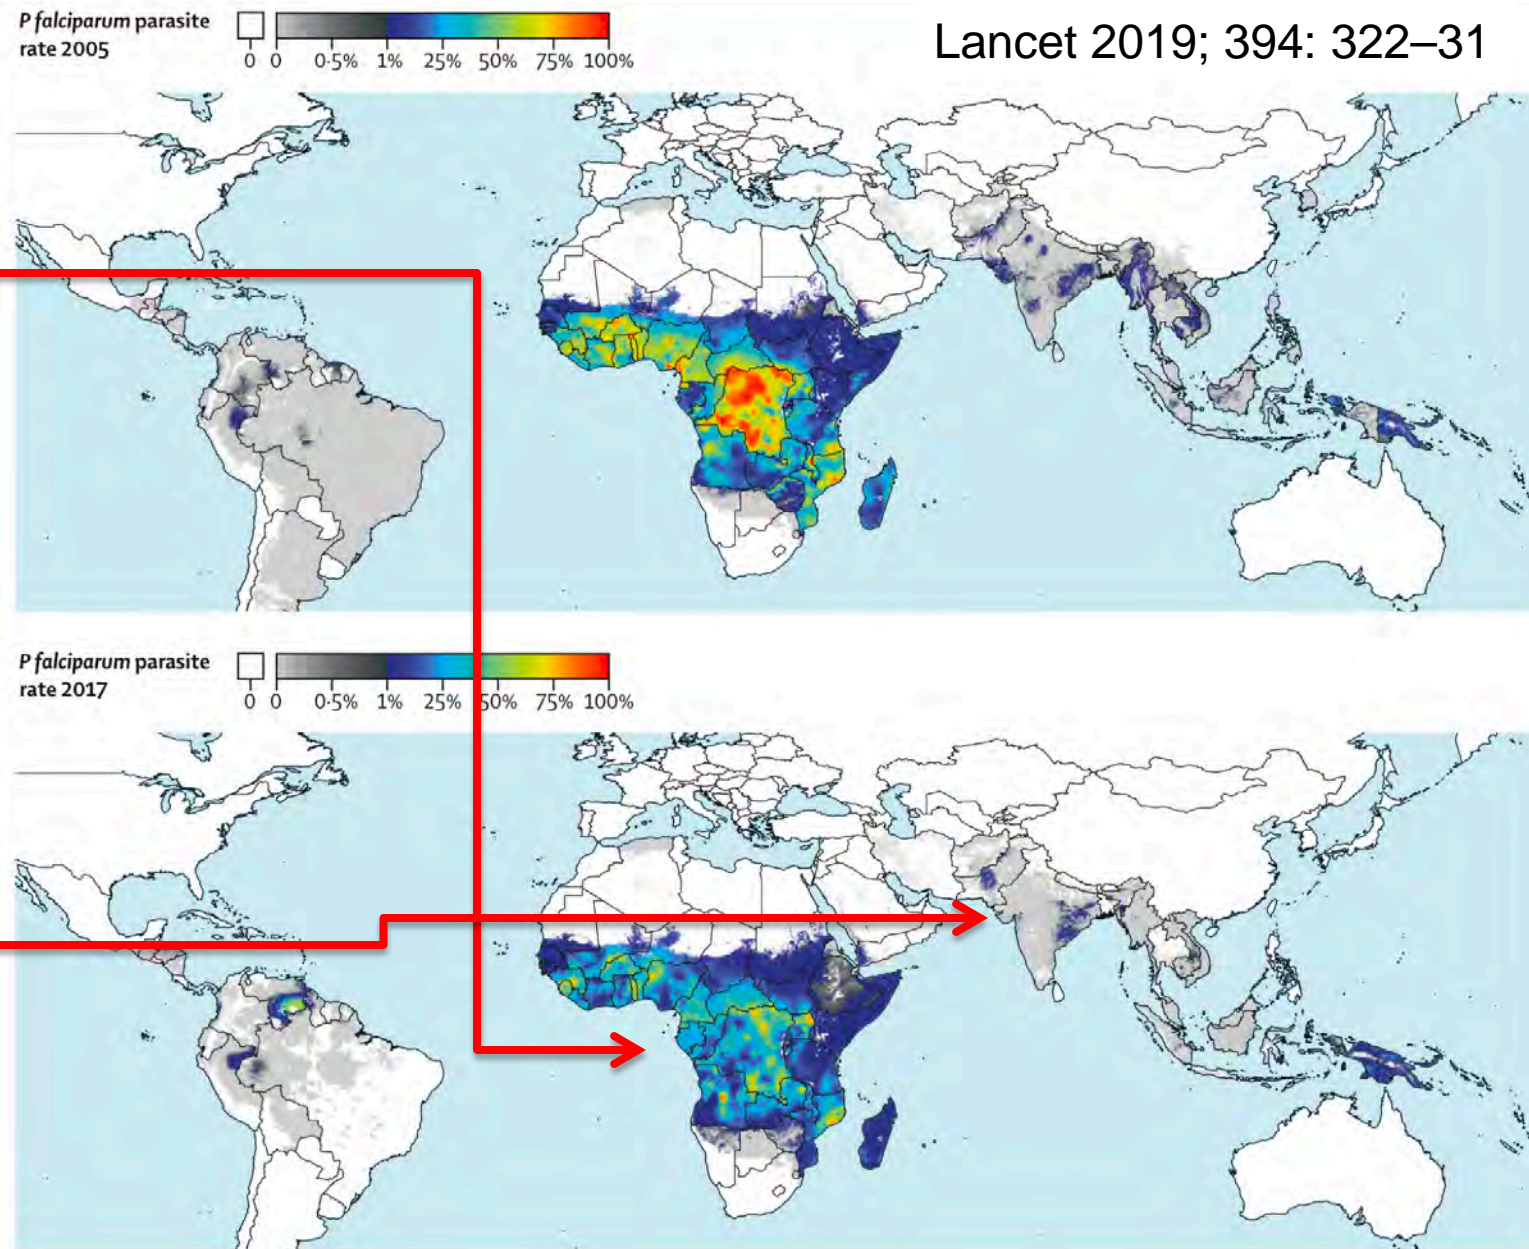 P falciparum parasite
rate 2005
0 0 0·5% 1% 25% 50% 75% 100%
Lancet 2019; 394: 322–31
P falciparum parasite
rate 2017
0 0 0·5% 1% 25% 50% 75% 100%